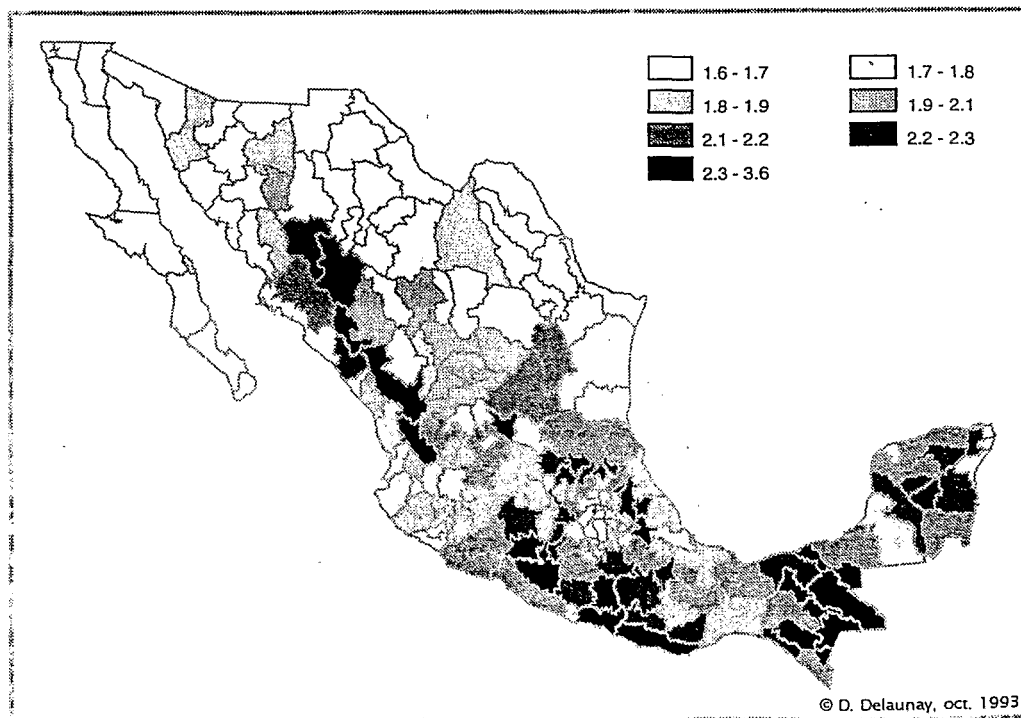 1.6 - 1.7
1.7 - 1.8
1.8 - 1.9
1.9 - 2.1
2.1 - 2.2
2.2 - 2.3
2.3 - 3.6
© D. Delaunay, oct. 1993